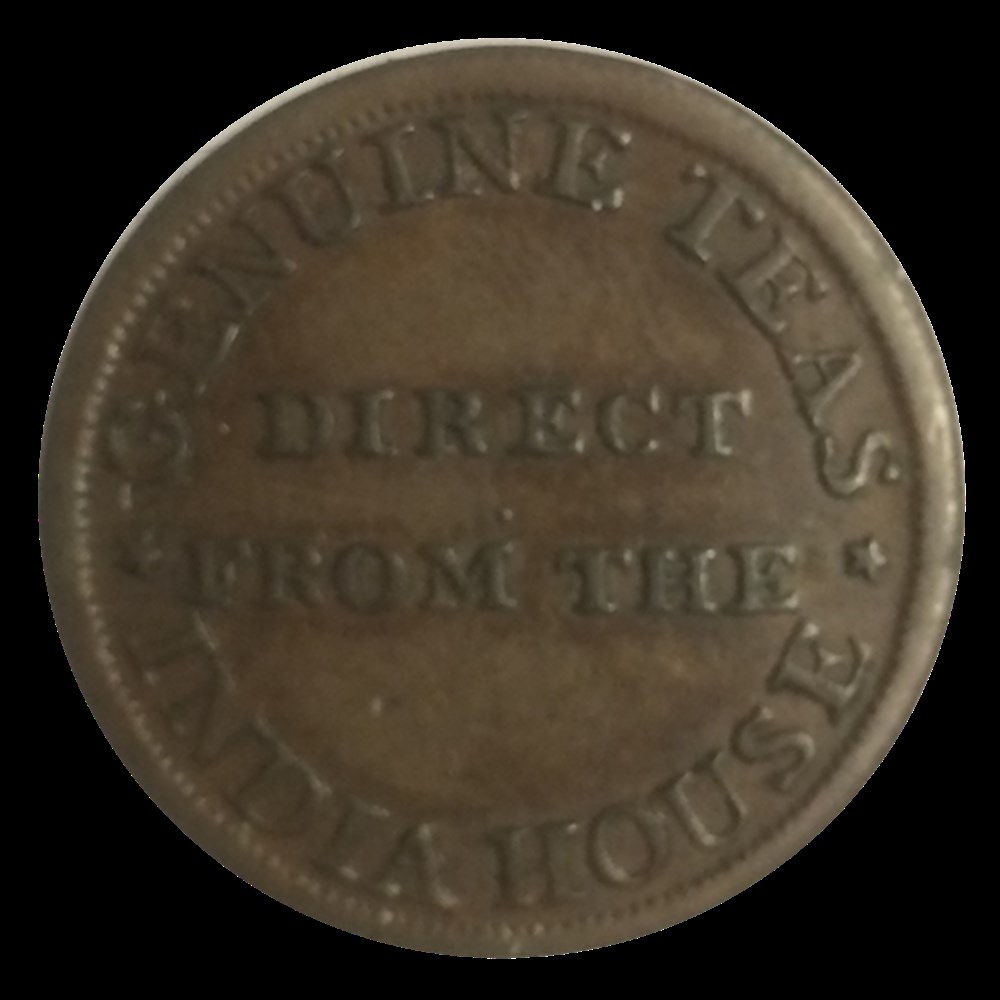 GENUINE TEAS
DIRECT
FROM THE
INDIA HOUSE